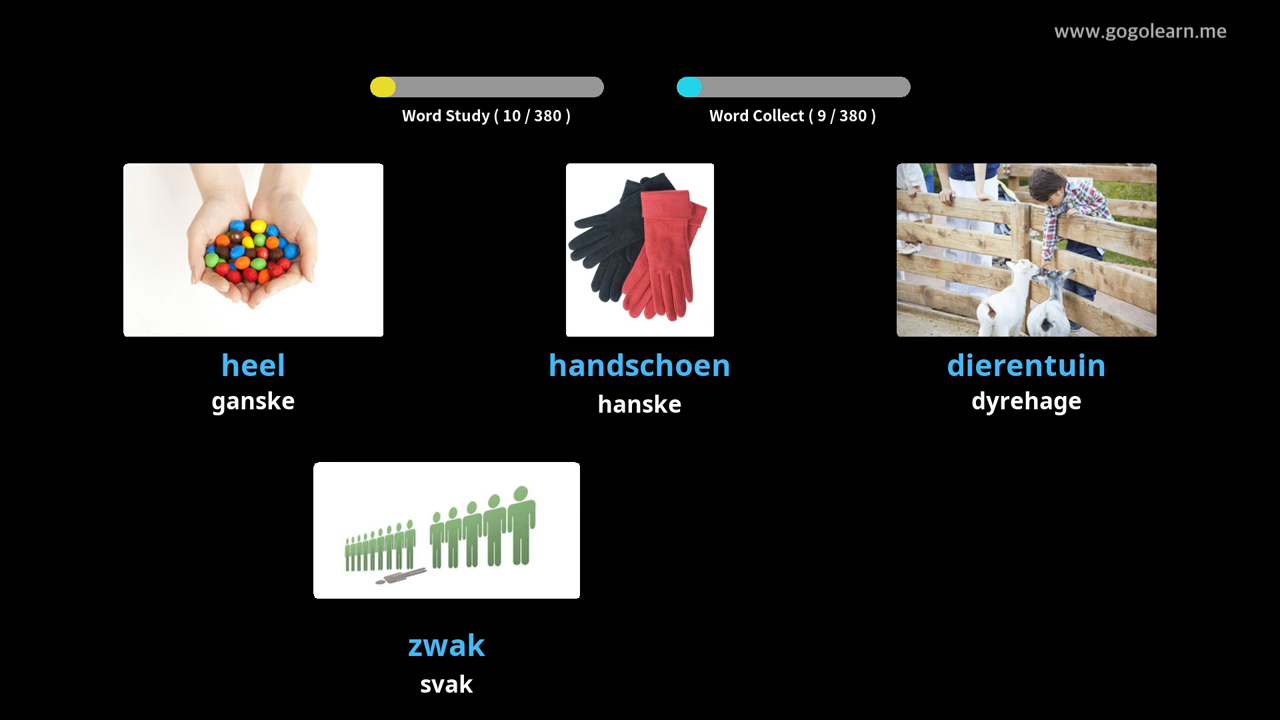 www.gogolearn.me
Word Study ( 10 / 380 )
Word Collect ( 9 / 380 )
heel
ganske
handschoen
hanske
dierentuin
dyrehage
zwak
svak